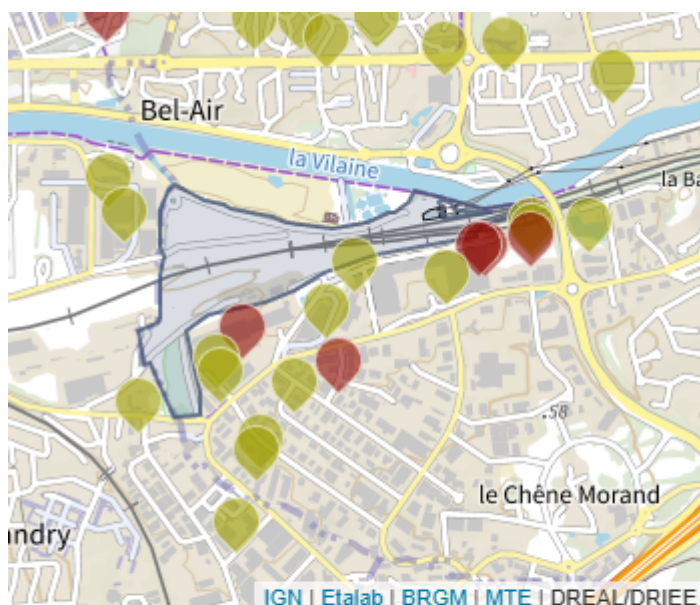 Bel-Air
la Vilaine
la Ba
.58
le Chêne Morand
ndry
IGN | Etalab | BRGM | MTE | DREAL/DRIEE